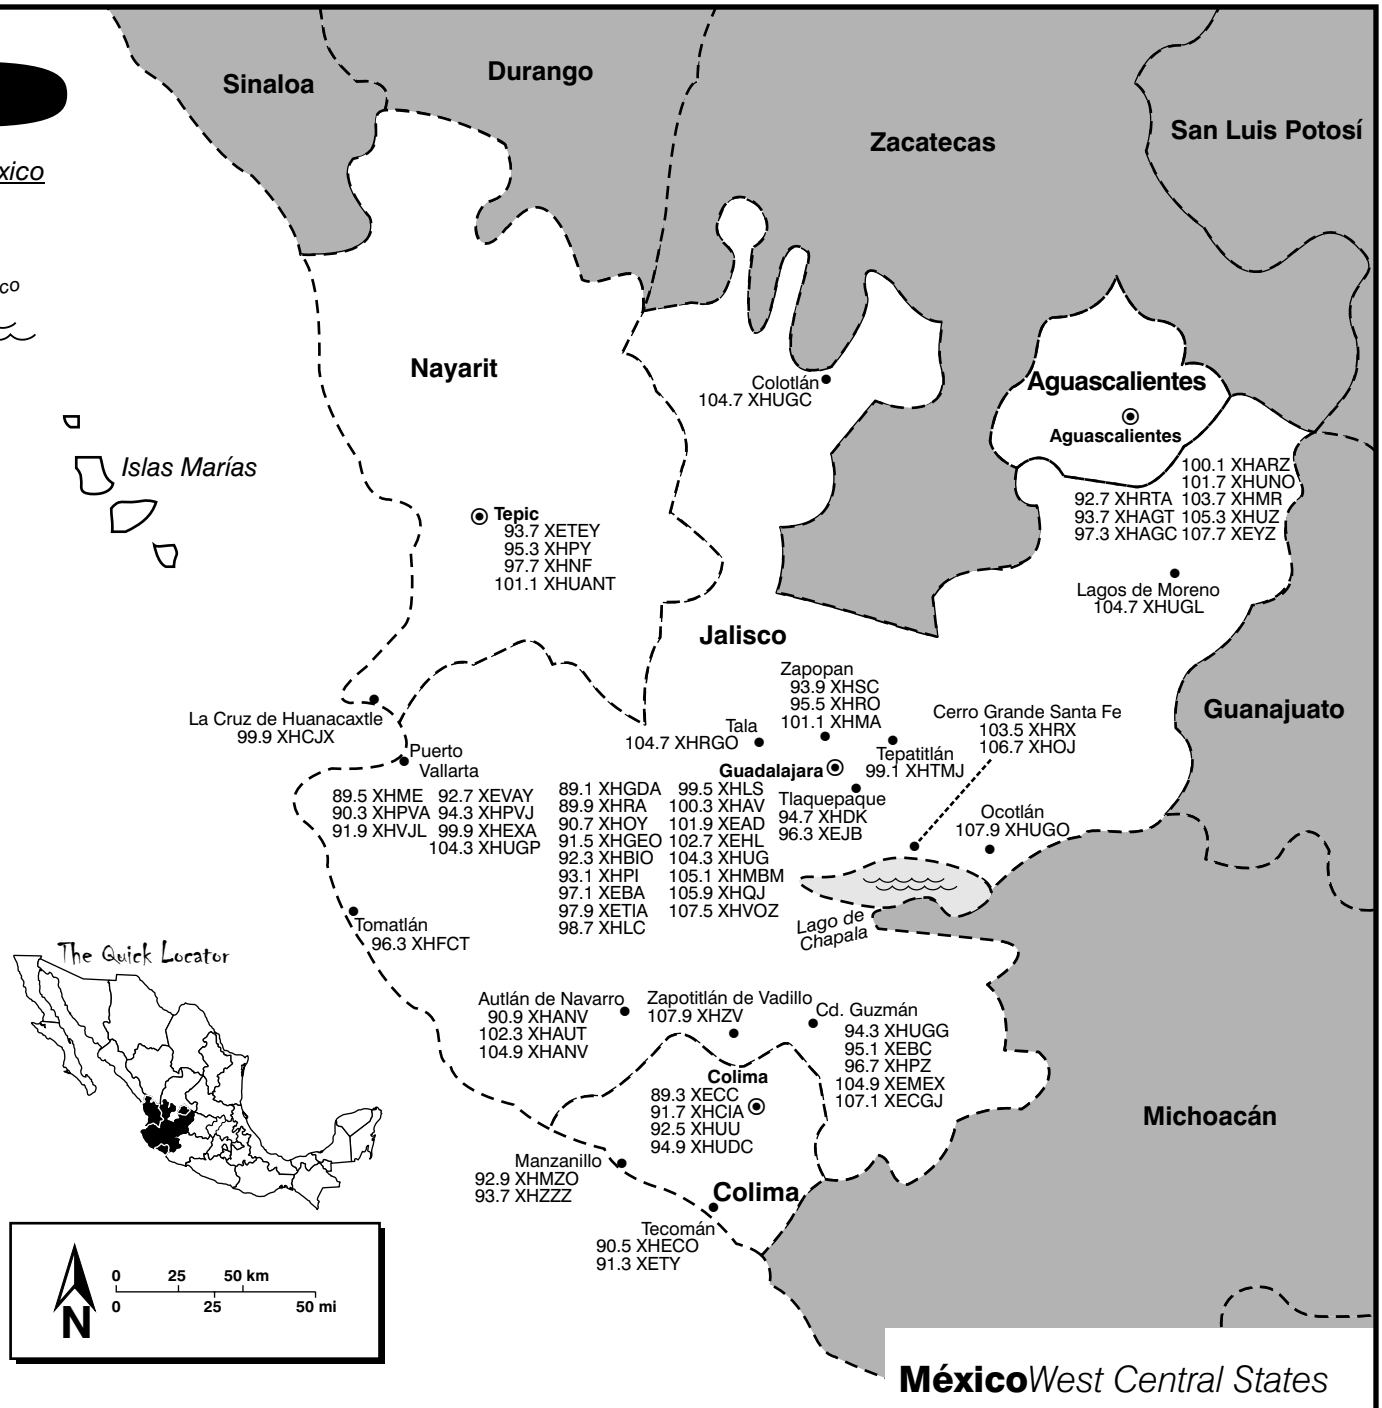 Sinaloa
Durango
Zacatecas
San Luis Potosí
xico
co
Nayarit
Colotlán
104.7 XHUGC
Aguascalientes
Aguascalientes
100.1 XHARZ
101.7 XHUNO
92.7 XHRTA 103.7 XHMR
93.7 XHAGT 105.3 XHUZ
97.3 XHAGC 107.7 XEYZ
Islas Marías
Tepic
93.7 XETEY
95.3 XHPY
97.7 XHNF
101.1 XHUANT
Lagos de Moreno
104.7 XHUGL
Jalisco
Zapopan
93.9 XHSC
95.5 XHRO
101.1 XHMA
La Cruz de Huanacaxtle
99.9 XHCJX
Tala
104.7 XHRGO
Cerro Grande Santa Fe
103.5 XHRX
106.7 XHOJ
Guanajuato
Tepatitlán
99.1 XHTMJ
Puerto
Vallarta
89.5 XHME 92.7 XEVAY
90.3 XHPVA 94.3 XHPVJ
91.9 XHVJL 99.9 XHEXA
104.3 XHUGP
Guadalajara
89.1 XHGDA 99.5 XHLS
89.9 XHRA 100.3 XHAV
90.7 XHOY 101.9 XEAD
91.5 XHGEO 102.7 XEHL
92.3 XHBIO 104.3 XHUG
93.1 XHPI 105.1 XHMBM
97.1 XEBA 105.9 XHQJ
97.9 XETIA 107.5 XHVOZ
98.7 XHLC
Tlaquepaque
94.7 XHDK
96.3 XEJB
Ocotlán
107.9 XHUGO
Lago de
Chapala
Tomatlán
96.3 XHFCT
The Quick Locator
Autlán de Navarro
90.9 XHANV
102.3 XHAUT
104.9 XHANV
Zapotitlán de Vadillo
107.9 XHZV
Cd. Guzmán
94.3 XHUGG
95.1 XEBC
96.7 XHPZ
104.9 XEMEX
107.1 XECGJ
Colima
89.3 XECC
91.7 XHCIA
92.5 XHUU
94.9 XHUDC
Michoacán
Manzanillo
92.9 XHMZO
93.7 XHZZZ
Colima
Tecomán
90.5 XHECO
91.3 XETY
0 25 50 km
0 25 50 mi
N
MéxicoWest Central States